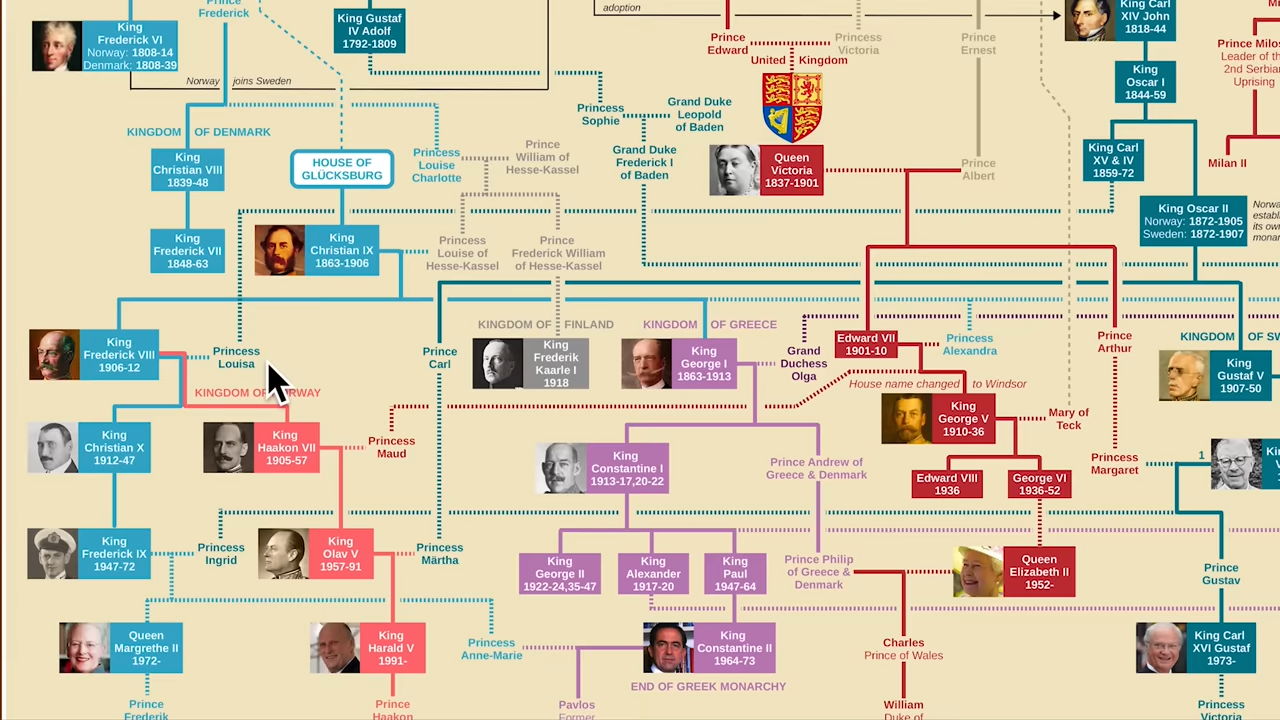 Prince
Frederick
King
Frederick VI
Norway: 1808-14
Denmark: 1808-39
King Gustaf
IV Adolf
1792-1809
adoption
Prince
Edward
Princess
Victoria
Prince
Ernest
King Carl
XIV John
1818-44
United Kingdom
Prince Milos
Leader of th
2nd Serbia
Uprising
Norway joins Sweden
King
Oscar I
1844-59
Princess
Sophie
Grand Duke
Leopold
of Baden
KINGDOM OF DENMARK
King
Christian VIII
1839-48
HOUSE OF
GLÜCKSBURG
Princess
Louise
Charlotte
Prince
William of
Hesse-Kassel
Grand Duke
Frederick I
of Baden
Queen
Victoria
1837-1901
Prince
Albert
King Carl
XV & IV
1859-72
Milan II
King Oscar II
Norway: 1872-1905
Sweden: 1872-1907
Norwa
establ
its ow
monar
King
Frederick VII
1848-63
King
Christian IX
1863-1906
Princess
Louise of
Hesse-Kassel
Prince
Frederick William
of Hesse-Kassel
KINGDOM OF FINLAND
KINGDOM OF GREECE
KINGDOM OF SW
King
Frederick VIII
1906-12
Princess
Louisa
Prince
Carl
King
Frederik
Kaarle I
1918
King
George I
1863-1913
Grand
Duchess
Olga
Edward VII
1901-10
Princess
Alexandra
Prince
Arthur
King
Gustaf V
1907-50
KINGDOM OF RWAY
House name changed to Windsor
King
Christian X
1912-47
King
Haakon VII
1905-57
Princess
Maud
King
George V
1910-36
Mary of
Teck
King
Constantine I
1913-17,20-22
Prince Andrew of
Greece & Denmark
Edward VIII
1936
George VI
1936-52
Princess
Margaret
1
King
Frederick IX
1947-72
Princess
Ingrid
King
Olav V
1957-91
Princess
Märtha
King
George II
1922-24,35-47
King
Alexander
1917-20
King
Paul
1947-64
Prince Philip
of Greece &
Denmark
Queen
Elizabeth II
1952-
Prince
Gustav
Queen
Margrethe II
1972-
King
Harald V
1991-
Princess
Anne-Marie
King
Constantine II
1964-73
Charles
Prince of Wales
King Carl
XVI Gustaf
1973-
END OF GREEK MONARCHY
Prince
Frederik
Prince
Haakon
Pavlos
Former
William
Duke of
Princess
Victoria